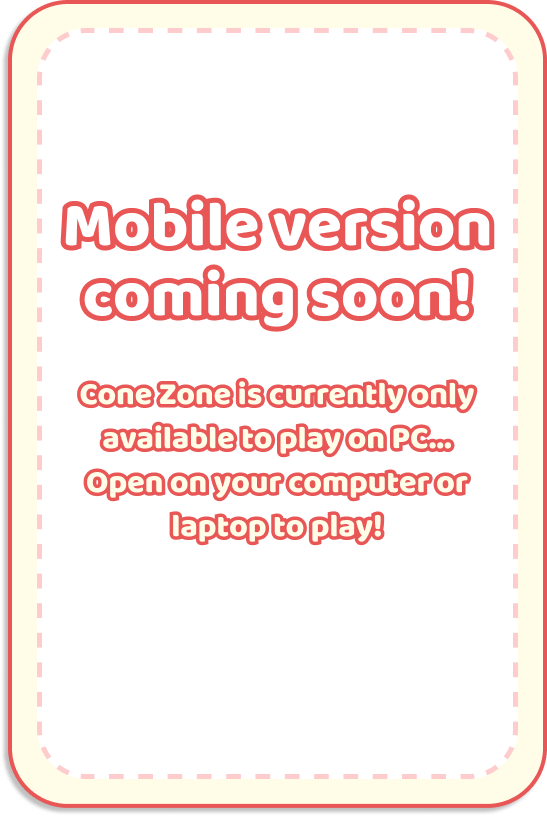 Mobile version
coming soon!
Cone Zone is currently only
available to play on PC...
Open on your computer or
laptop to play!